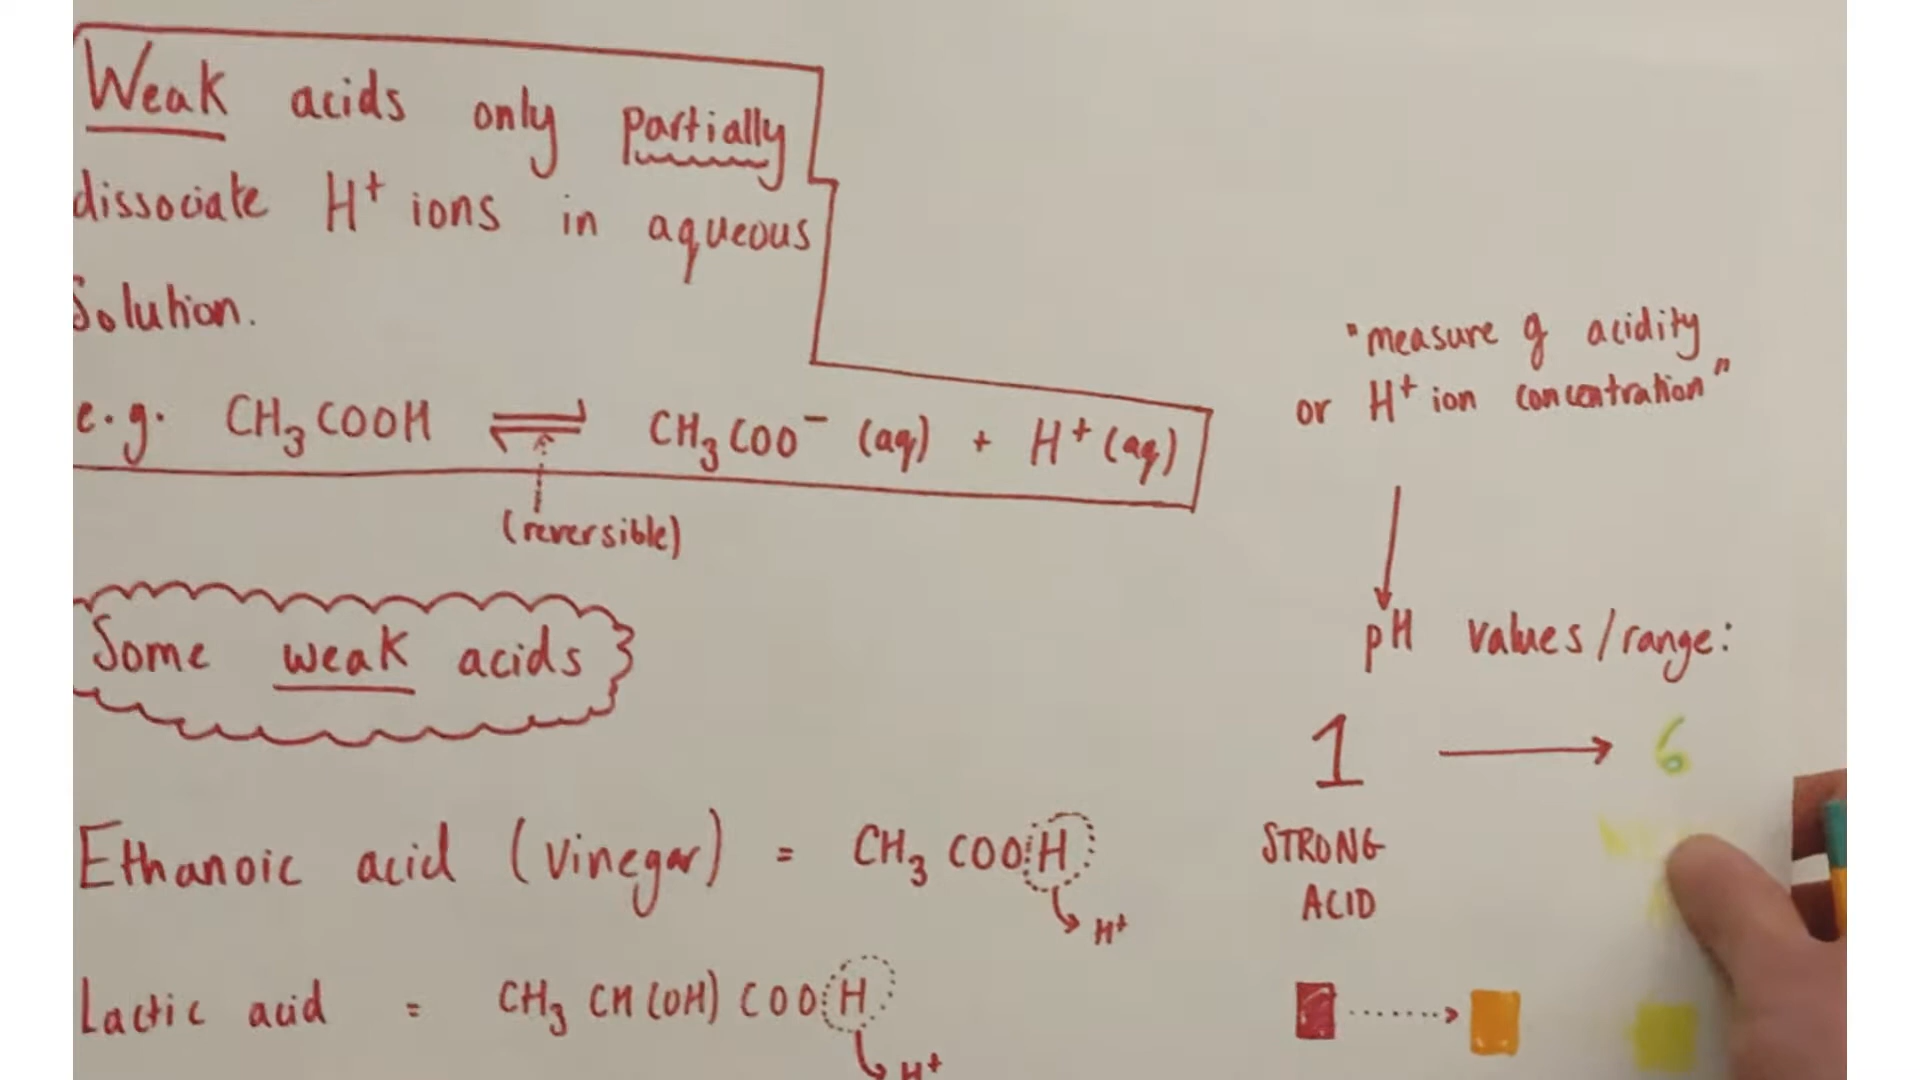 Weak acids only partially
dissociate H⁺ ions in aqueous
Solution.
e.g. CH₃COOH ⇌ CH₃COO⁻ (aq) + H⁺ (aq)
(reversible)
Some weak acids
Ethanoic acid (vinegar) = CH₃COOH
H⁺
Lactic acid = CH₃CH(OH)COOH
H⁺
"measure of acidity
or H⁺ ion concentration"
pH values/range:
1 → 6
STRONG
ACID